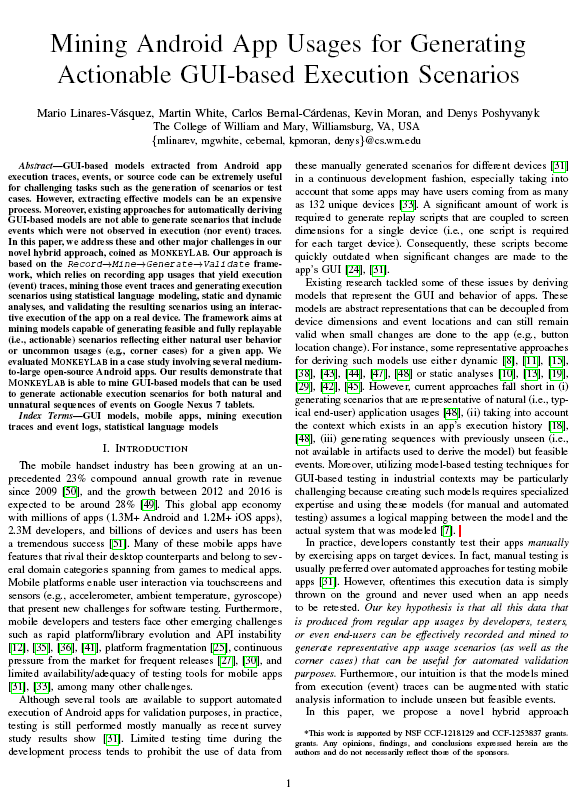 Mining Android App Usages for Generating
Actionable GUI-based Execution Scenarios
Mario Linares-Vásquez, Martin White, Carlos Bernal-Cárdenas, Kevin Moran, and Denys Poshyvanyk
The College of William and Mary, Williamsburg, VA, USA
{mlinarev, mgwhite, cebernal, kpmoran, denys}@cs.wm.edu
Abstract—GUI-based models extracted from Android app
execution traces, events, or source code can be extremely useful
for challenging tasks such as the generation of scenarios or test
cases. However, extracting effective models can be an expensive
process. Moreover, existing approaches for automatically deriving
GUI-based models are not able to generate scenarios that include
events which were not observed in execution (nor event) traces.
In this paper, we address these and other major challenges in our
novel hybrid approach, coined as MONKEYLAB. Our approach is
based on the Record→Mine→Generate→Validate frame-
work, which relies on recording app usages that yield execution
(event) traces, mining those event traces and generating execution
scenarios using statistical language modeling, static and dynamic
analyses, and validating the resulting scenarios using an interac-
tive execution of the app on a real device. The framework aims at
mining models capable of generating feasible and fully replayable
(i.e., actionable) scenarios reflecting either natural user behavior
or uncommon usages (e.g., corner cases) for a given app. We
evaluated MONKEYLAB in a case study involving several medium-
to-large open-source Android apps. Our results demonstrate that
MONKEYLAB is able to mine GUI-based models that can be used
to generate actionable execution scenarios for both natural and
unnatural sequences of events on Google Nexus 7 tablets.
Index Terms—GUI models, mobile apps, mining execution
traces and event logs, statistical language models
I. INTRODUCTION
The mobile handset industry has been growing at an un-
precedented 23% compound annual growth rate in revenue
since 2009 [50], and the growth between 2012 and 2016 is
expected to be around 28% [49]. This global app economy
with millions of apps (1.3M+ Android and 1.2M+ iOS apps),
2.3M developers, and billions of devices and users has been
a tremendous success [51]. Many of these mobile apps have
features that rival their desktop counterparts and belong to sev-
eral domain categories spanning from games to medical apps.
Mobile platforms enable user interaction via touchscreens and
sensors (e.g., accelerometer, ambient temperature, gyroscope)
that present new challenges for software testing. Furthermore,
mobile developers and testers face other emerging challenges
such as rapid platform/library evolution and API instability
[12], [35], [36], [41], platform fragmentation [25], continuous
pressure from the market for frequent releases [27], [30], and
limited availability/adequacy of testing tools for mobile apps
[31], [33], among many other challenges.
Although several tools are available to support automated
execution of Android apps for validation purposes, in practice,
testing is still performed mostly manually as recent survey
study results show [31]. Limited testing time during the
development process tends to prohibit the use of data from
these manually generated scenarios for different devices [31]
in a continuous development fashion, especially taking into
account that some apps may have users coming from as many
as 132 unique devices [33]. A significant amount of work is
required to generate replay scripts that are coupled to screen
dimensions for a single device (i.e., one script is required
for each target device). Consequently, these scripts become
quickly outdated when significant changes are made to the
app's GUI [24], [31].
Existing research tackled some of these issues by deriving
models that represent the GUI and behavior of apps. These
models are abstract representations that can be decoupled from
device dimensions and event locations and can still remain
valid when small changes are done to the app (e.g., button
location change). For instance, some representative approaches
for deriving such models use either dynamic [8], [11], [15],
[38], [43], [44], [47], [48] or static analyses [10], [13], [19],
[29], [42], [45]. However, current approaches fall short in (i)
generating scenarios that are representative of natural (i.e., typ-
ical end-user) application usages [48], (ii) taking into account
the context which exists in an app's execution history [18],
[48], (iii) generating sequences with previously unseen (i.e.,
not available in artifacts used to derive the model) but feasible
events. Moreover, utilizing model-based testing techniques for
GUI-based testing in industrial contexts may be particularly
challenging because creating such models requires specialized
expertise and using these models (for manual and automated
testing) assumes a logical mapping between the model and the
actual system that was modeled [7].
In practice, developers constantly test their apps manually
by exercising apps on target devices. In fact, manual testing is
usually preferred over automated approaches for testing mobile
apps [31]. However, oftentimes this execution data is simply
thrown on the ground and never used when an app needs
to be retested. Our key hypothesis is that all this data that
is produced from regular app usages by developers, testers,
or even end-users can be effectively recorded and mined to
generate representative app usage scenarios (as well as the
corner cases) that can be useful for automated validation
purposes. Furthermore, our intuition is that the models mined
from execution (event) traces can be augmented with static
analysis information to include unseen but feasible events.
In this paper, we propose a novel hybrid approach
*This work is supported by NSF CCF-1218129 and CCF-1253837 grants.
grants. Any opinions, findings, and conclusions expressed herein are the
authors and do not necessarily reflect those of the sponsors.
1